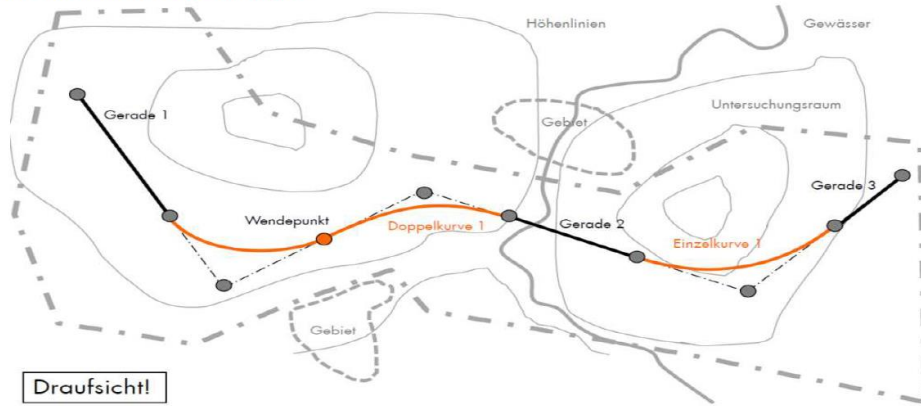 Höhenlinien
Gewässer
Gerade 1
Gebiet
Untersuchungsraum
Wendepunkt
Doppelkurve 1
Gerade 2
Einzelkurve 1
Gerade 3
Gebiet
Draufsicht!